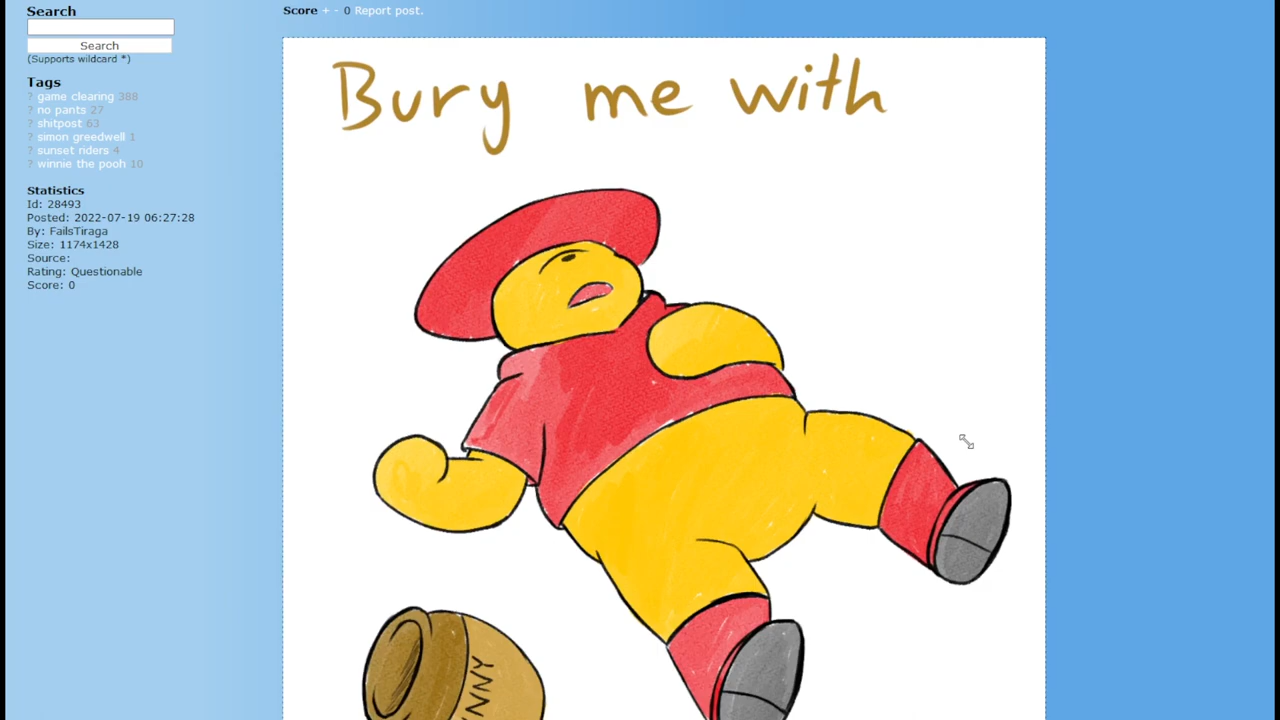 Search
Search
(Supports wildcard *)
Tags
? game clearing 388
? no pants 27
? shitpost 63
? simon greedwell 1
? sunset riders 4
? winnie the pooh 10
Statistics
Id: 28493
Posted: 2022-07-19 06:27:28
By: FailsTiraga
Size: 1174x1428
Source:
Rating: Questionable
Score: 0
Score + - 0 Report post.
Bury me with